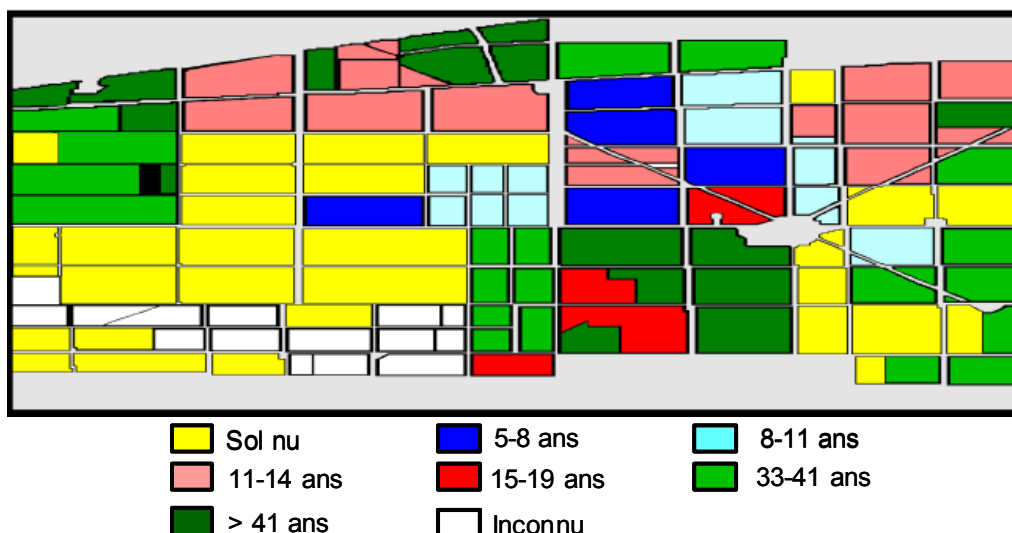 Sol nu 5-8 ans 8-11 ans
11-14 ans 15-19 ans 33-41 ans
> 41 ans Inconnu